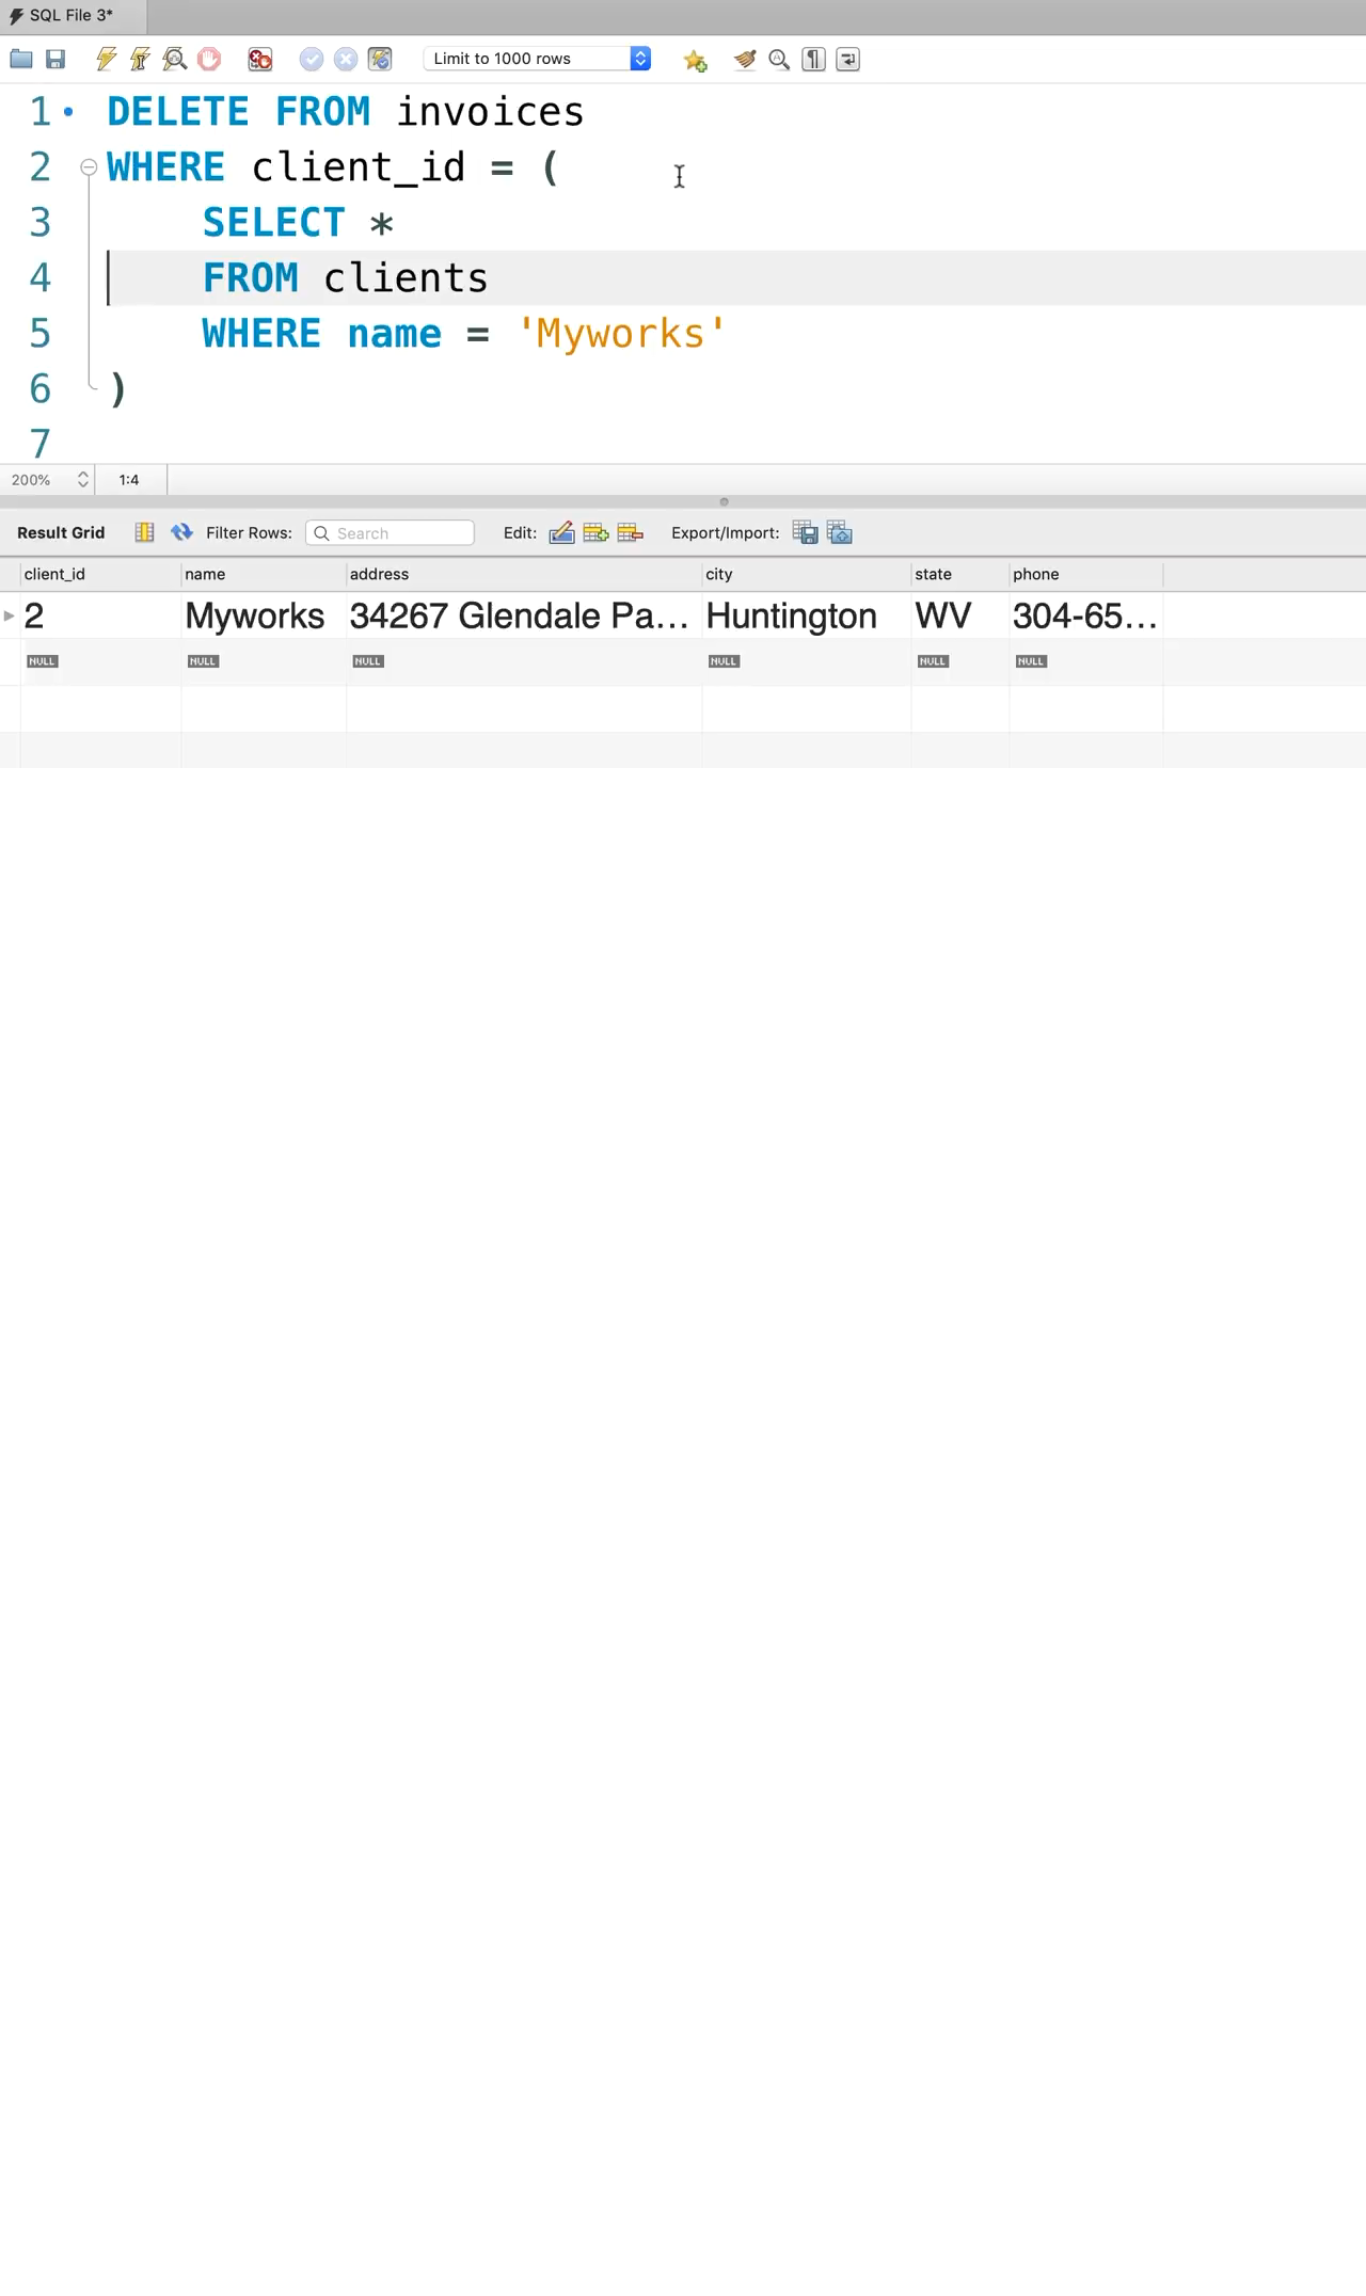 SQL File 3*
Limit to 1000 rows
1 DELETE FROM invoices
2 WHERE client_id = (
3 SELECT *
4 FROM clients
5 WHERE name = 'Myworks'
6 )
7
200% 1:4
Result Grid Filter Rows: Search Edit: Export/Import:
client_id name address city state phone
2 Myworks 34267 Glendale Pa... Huntington WV 304-65...
NULL NULL NULL NULL NULL NULL